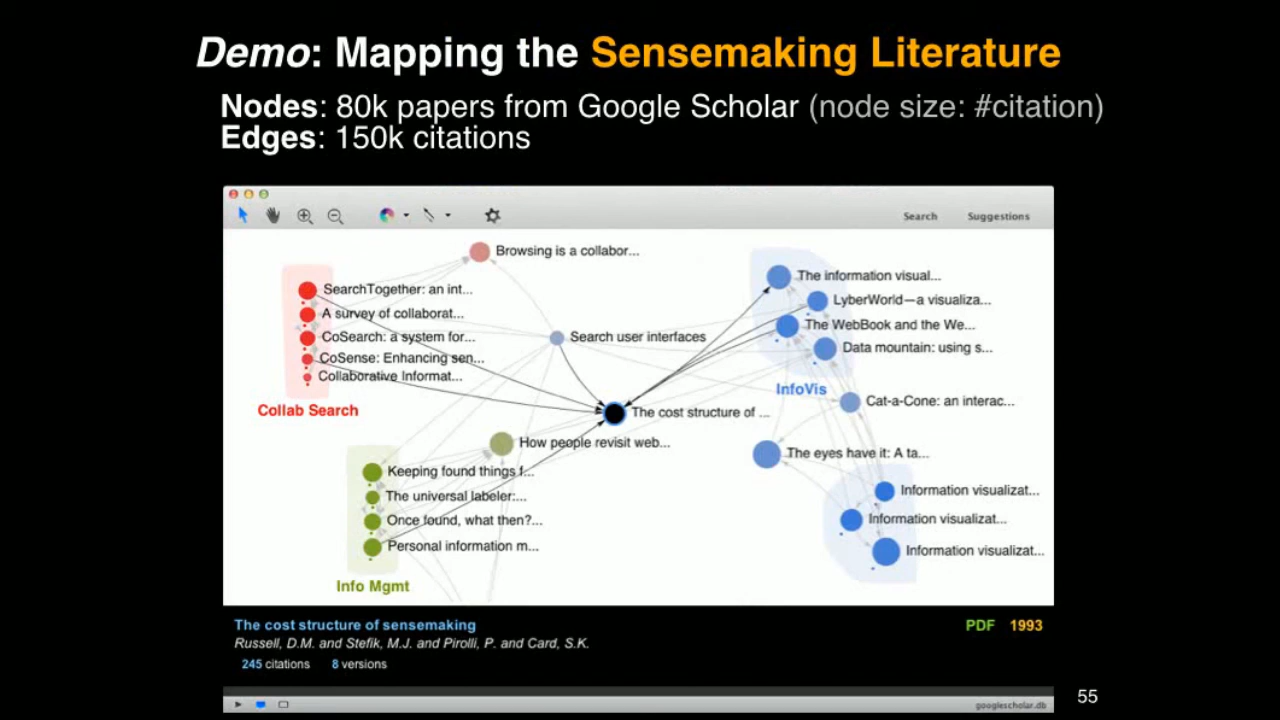 Demo: Mapping the Sensemaking Literature
Nodes: 80k papers from Google Scholar (node size: #citation)
Edges: 150k citations
Search Suggestions
Browsing is a collabor...
SearchTogether: an int...
A survey of collaborat...
CoSearch: a system for...
CoSense: Enhancing sen...
Collaborative Informat...
Collab Search
Search user interfaces
The cost structure of ...
The information visual...
LyberWorld—a visualiza...
The WebBook and the We...
Data mountain: using s...
InfoVis
Cat-a-Cone: an interac...
The eyes have it: A ta...
Information visualizat...
Information visualizat...
Information visualizat...
How people revisit web...
Keeping found things f...
The universal labeler:...
Once found, what then?...
Personal information m...
Info Mgmt
The cost structure of sensemaking
PDF 1993
Russell, D.M. and Stefik, M.J. and Pirolli, P. and Card, S.K.
245 citations 8 versions
googlescholar.db
55